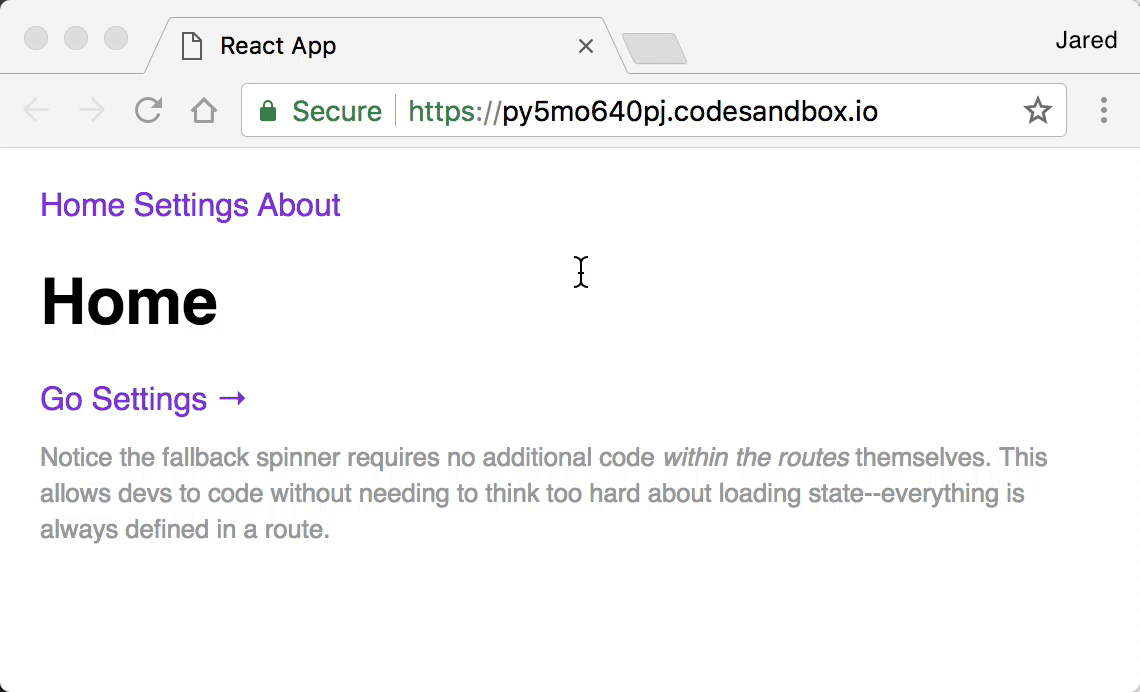 React App
Jared
Secure https://py5mo640pj.codesandbox.io
Home Settings About
Home
Go Settings →
Notice the fallback spinner requires no additional code within the routes themselves. This
allows devs to code without needing to think too hard about loading state--everything is
always defined in a route.